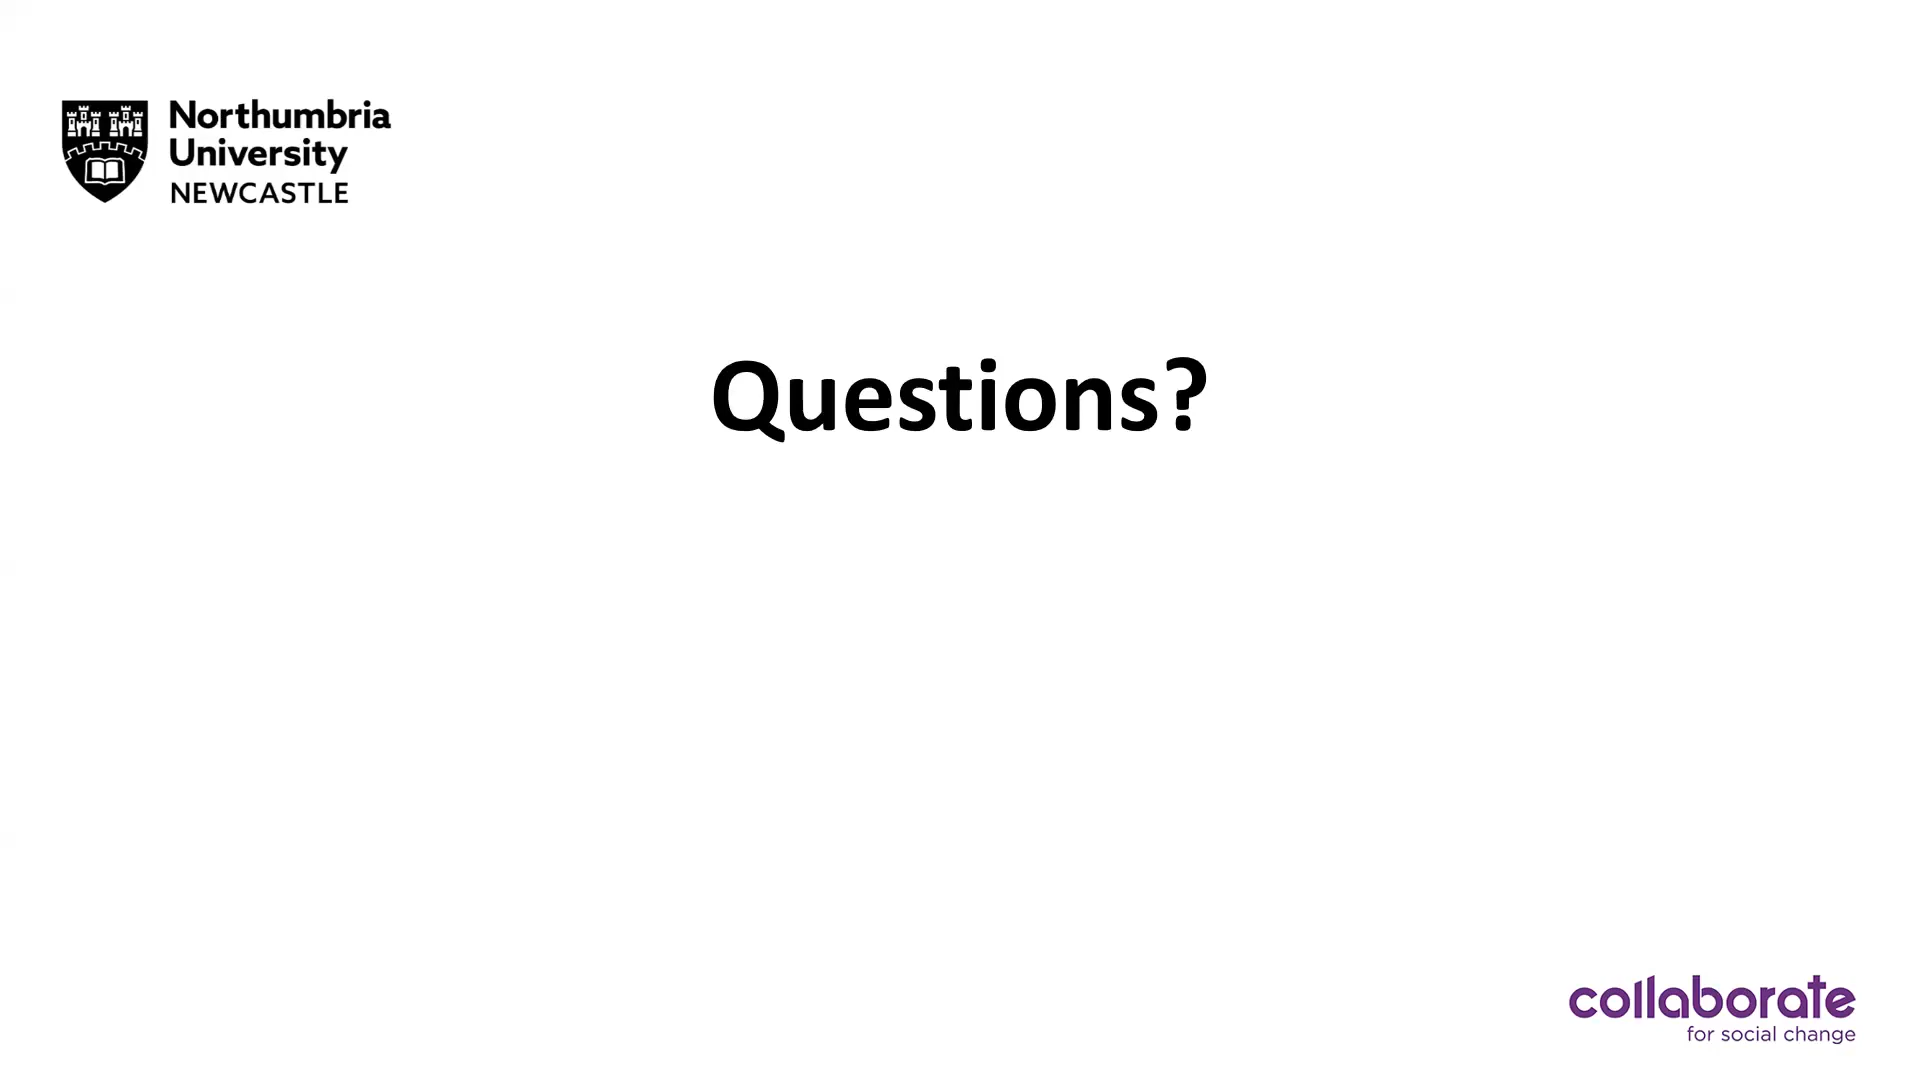 Northumbria
University
NEWCASTLE
Questions?
collaborate
for social change